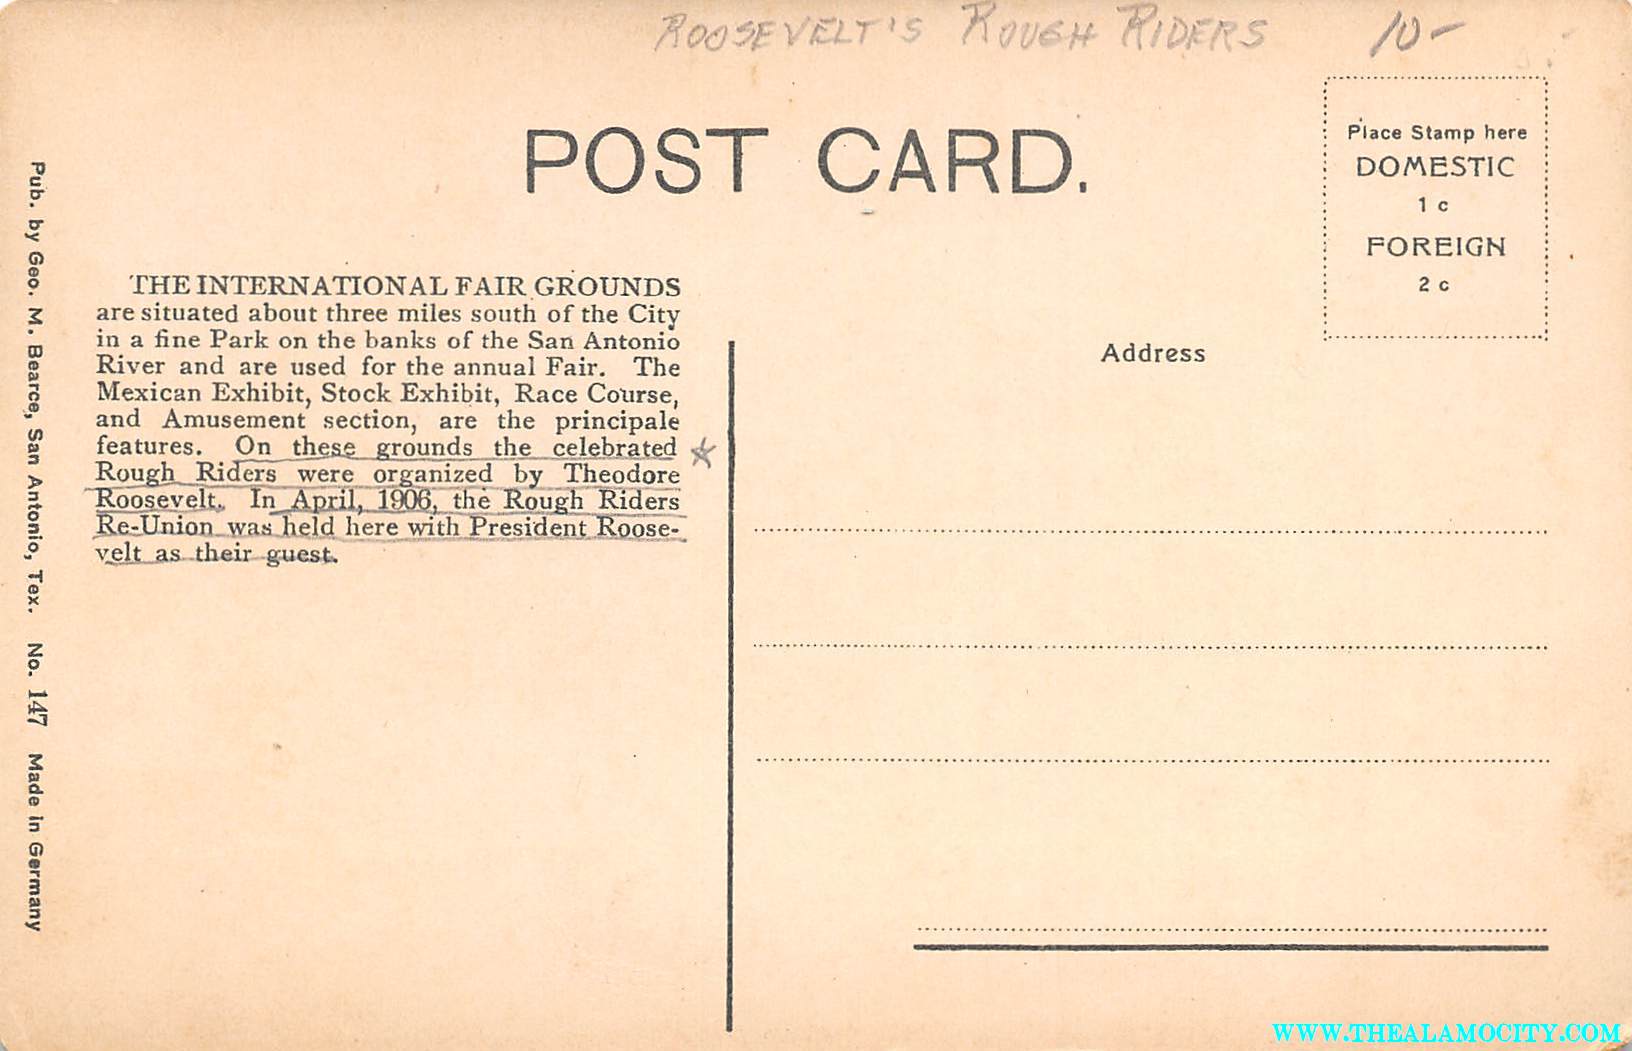 ROOSEVELT'S ROUGH RIDERS 10-
POST CARD.
Place Stamp here
DOMESTIC
1 c
FOREIGN
2 c
Pub. by Geo. M. Bearce, San Antonio, Tex. No. 147 Made in Germany
THE INTERNATIONAL FAIR GROUNDS
are situated about three miles south of the City
in a fine Park on the banks of the San Antonio
River and are used for the annual Fair. The
Mexican Exhibit, Stock Exhibit, Race Course,
and Amusement section, are the principale
features. On these grounds the celebrated
Rough Riders were organized by Theodore
Roosevelt. In April, 1906, the Rough Riders
Re-Union was held here with President Roose-
velt as their guest.
Address
WWW.THEALAMOCITY.COM